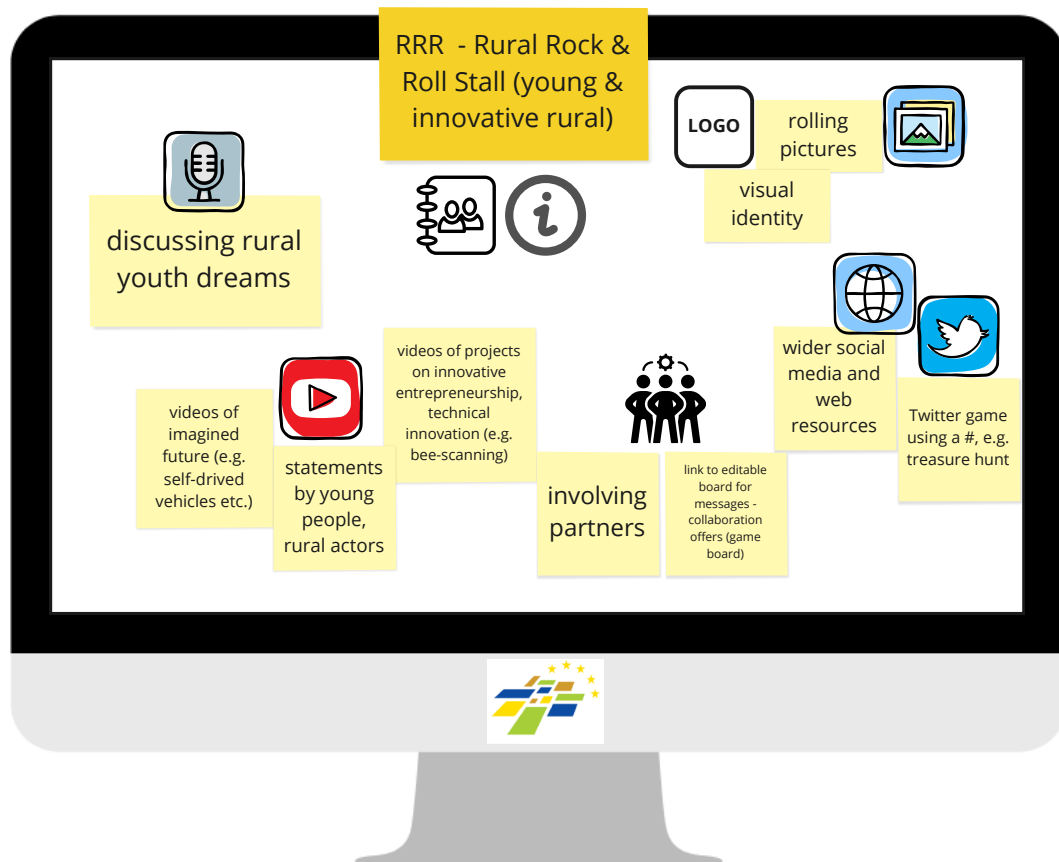 RRR - Rural Rock &
Roll Stall (young &
innovative rural)
LOGO
rolling
pictures
visual
identity
discussing rural
youth dreams
videos of
imagined
future (e.g.
self-drived
vehicles etc.)
statements
by young
people,
rural actors
videos of projects
on innovative
entrepreneurship,
technical
innovation (e.g.
bee-scanning)
involving
partners
link to editable
board for
messages -
collaboration
offers (game
board)
wider social
media and
web
resources
Twitter game
using a #, e.g.
treasure hunt